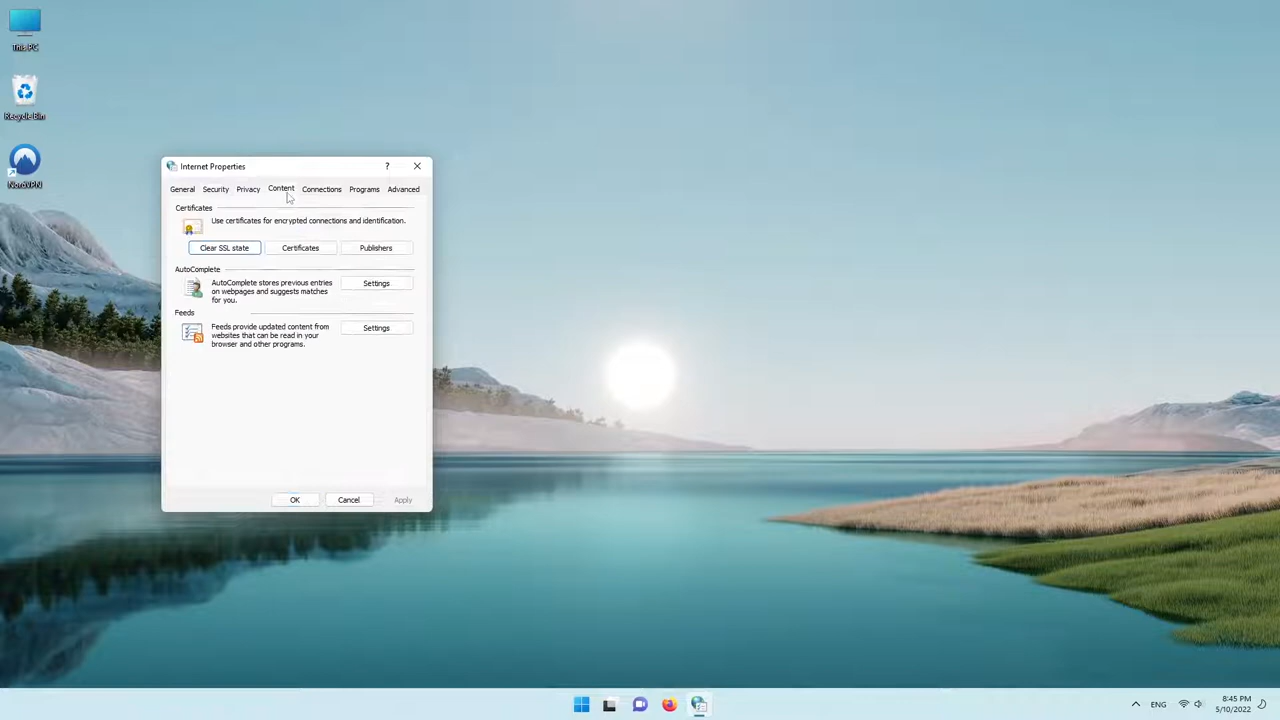 This PC
Recycle Bin
NordVPN
Internet Properties
?
General Security Privacy Content Connections Programs Advanced
Certificates
Use certificates for encrypted connections and identification.
Clear SSL state Certificates Publishers
AutoComplete
AutoComplete stores previous entries
on webpages and suggests matches
for you.
Settings
Feeds
Feeds provide updated content from
websites that can be read in your
browser and other programs.
Settings
OK Cancel Apply
ENG
8:45 PM
5/10/2022